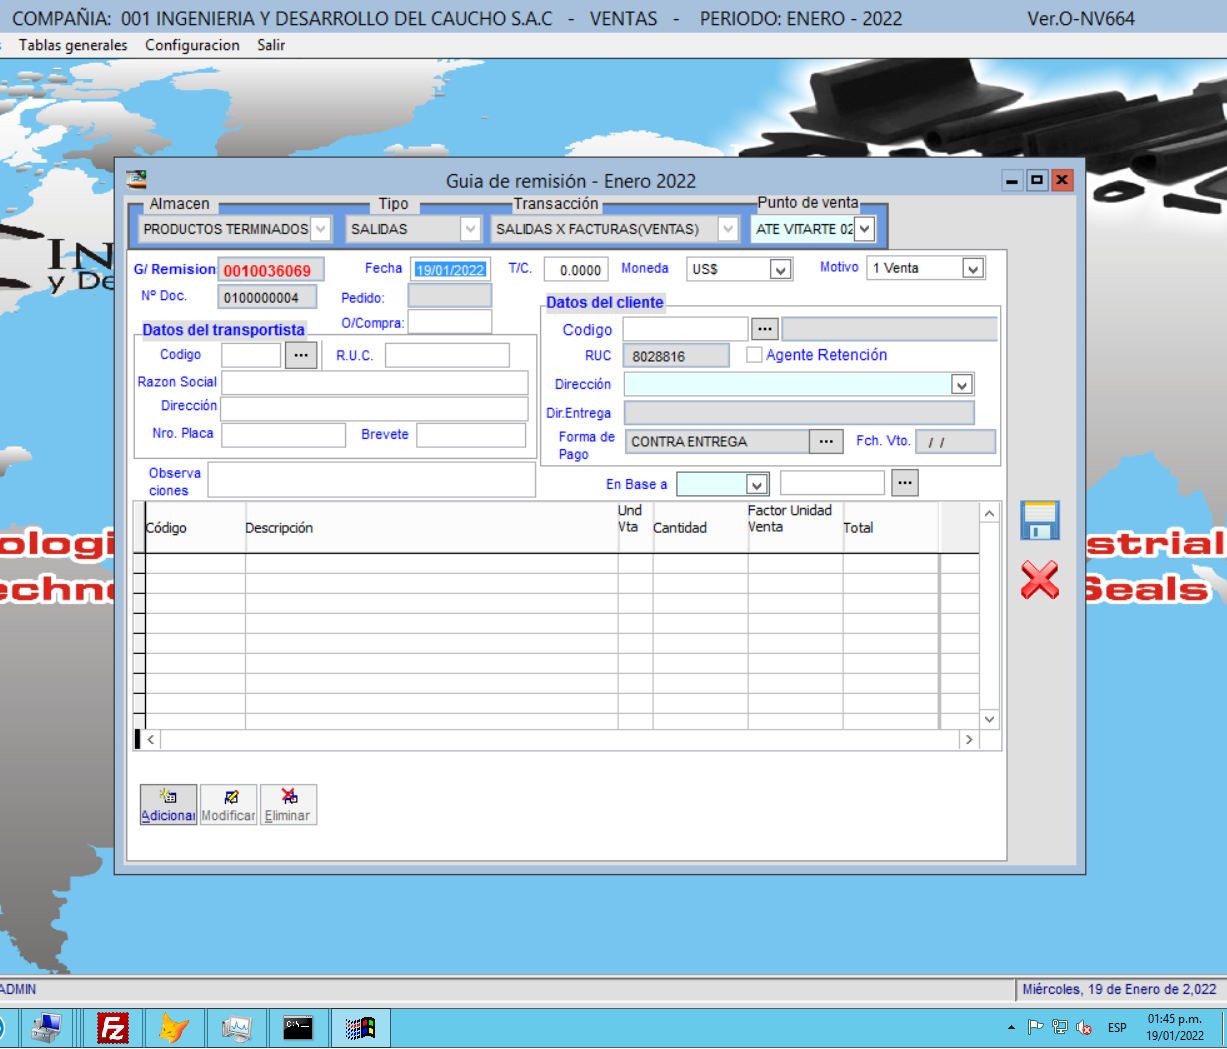 COMPAÑIA: 001 INGENIERIA Y DESARROLLO DEL CAUCHO S.A.C - VENTAS - PERIODO: ENERO - 2022 Ver.O-NV664
Tablas generales Configuracion Salir
Guia de remisión - Enero 2022
Almacen Tipo Transacción Punto de venta
PRODUCTOS TERMINADOS SALIDAS SALIDAS X FACTURAS(VENTAS) ATE VITARTE 02
G/ Remision 0010036069 Fecha 19/01/2022 T/C. 0.0000 Moneda US$ Motivo 1 Venta
Nº Doc. 0100000004 Pedido:
O/Compra:
Datos del transportista
Codigo ... R.U.C.
Razon Social
Dirección
Nro. Placa Brevete
Observa
ciones
Datos del cliente
Codigo ...
RUC 8028816 Agente Retención
Dirección
Dir.Entrega
Forma de
Pago CONTRA ENTREGA ... Fch. Vto. / /
En Base a ...
Código Descripción Und
Vta Cantidad Factor Unidad
Venta Total
Adicionar Modificar Eliminar
IN
y De
ologi
echn
strial
Seals
ADMIN Miércoles, 19 de Enero de 2,022
Fz C:\_ ESP 01:45 p.m.
19/01/2022